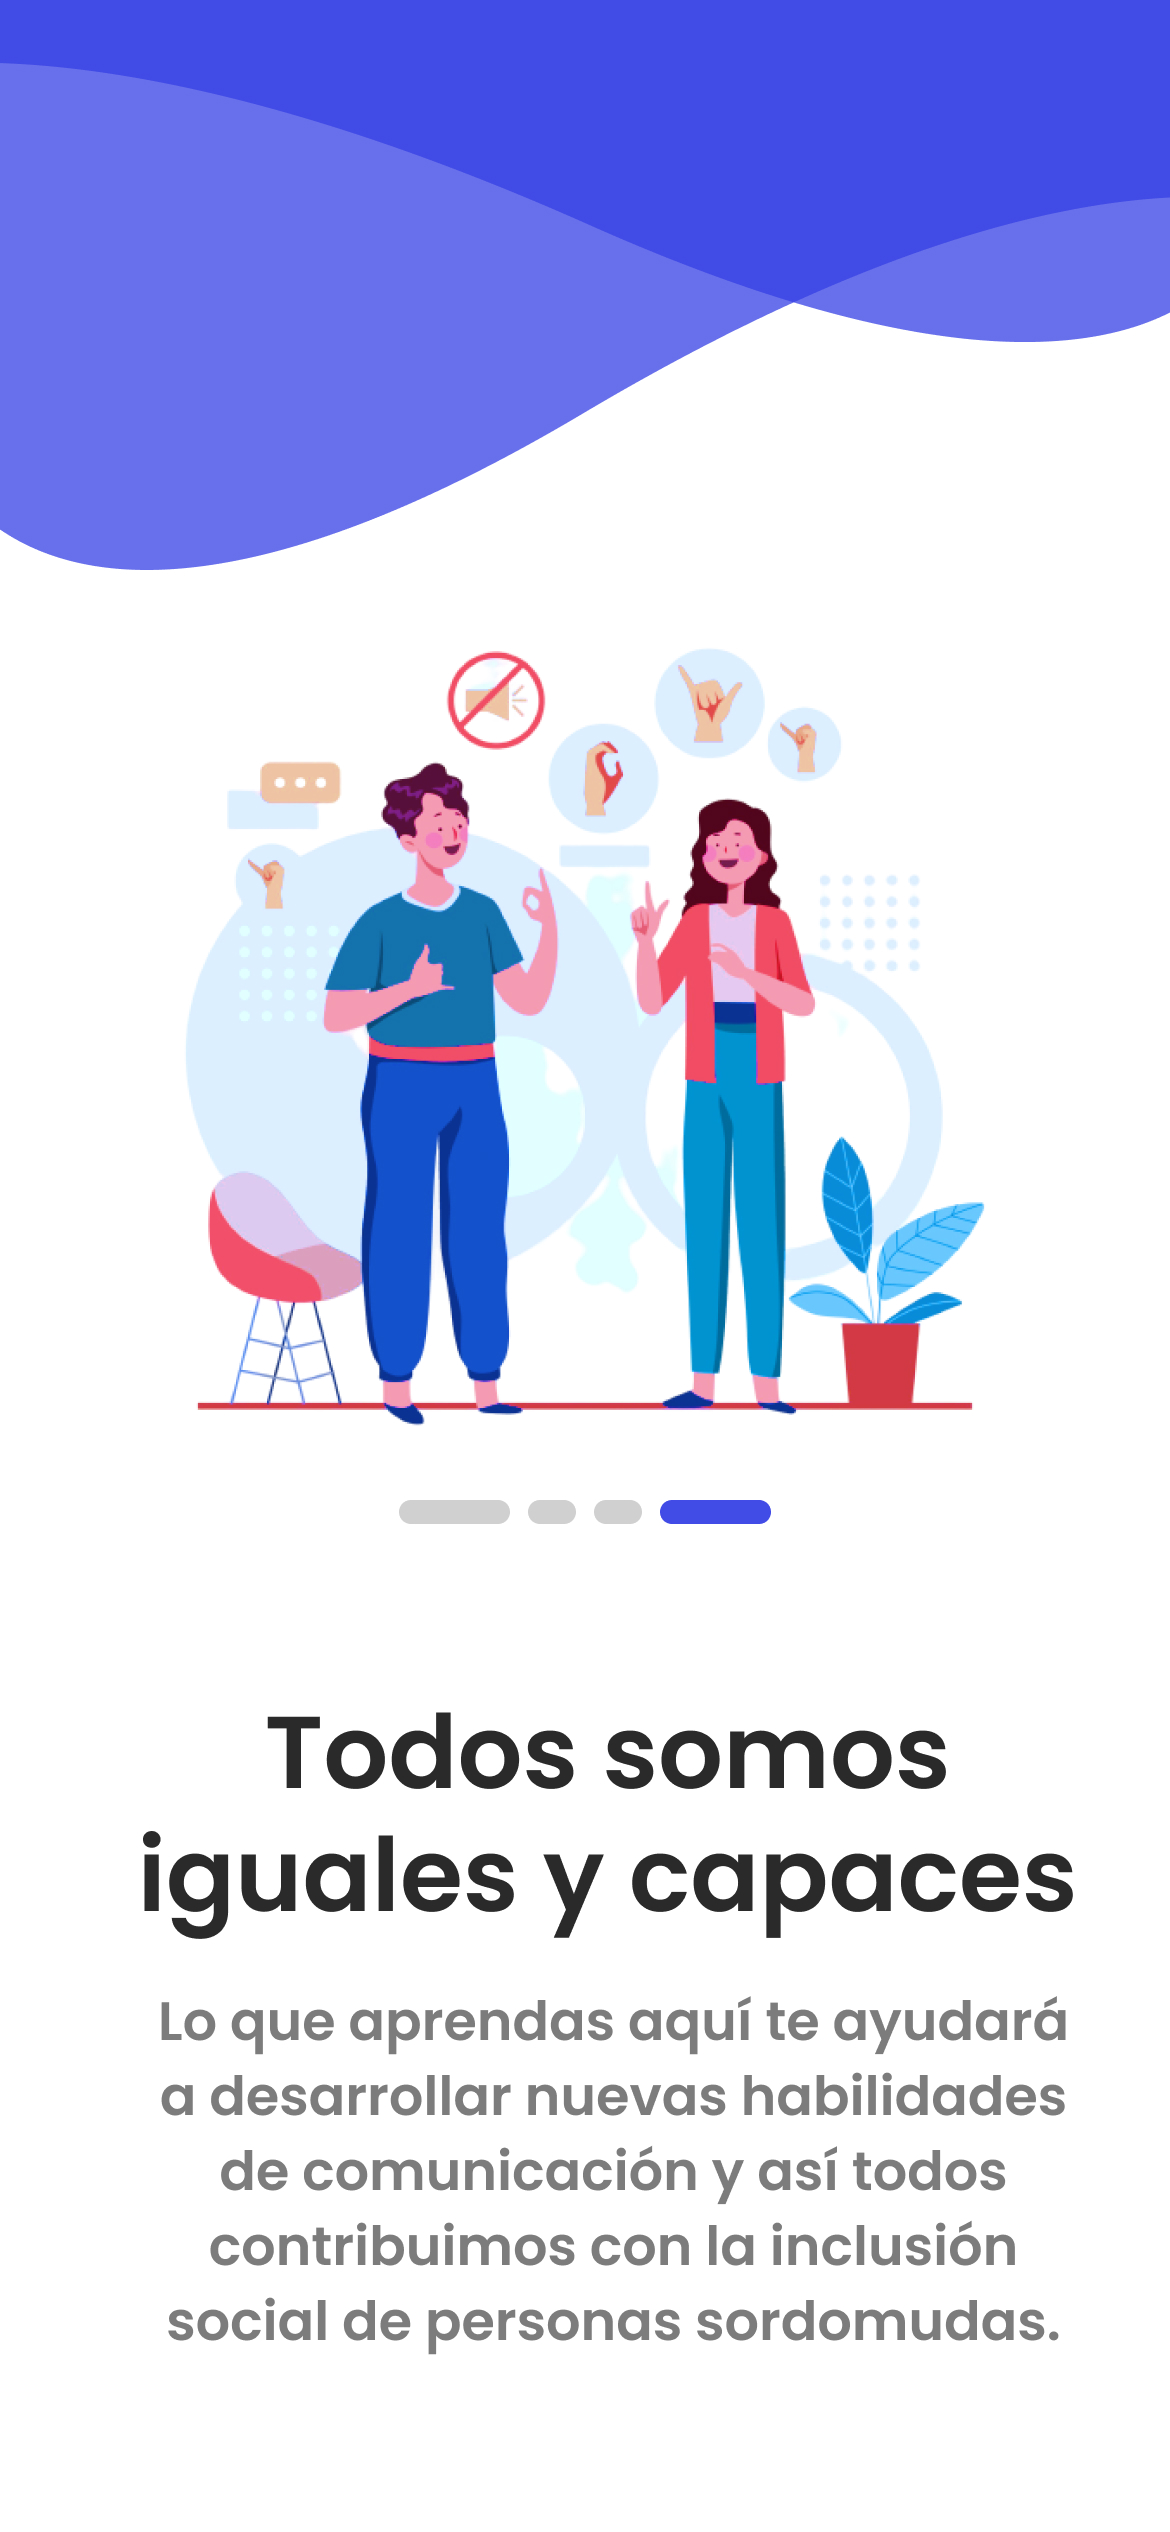 Todos somos
iguales y capaces
Lo que aprendas aquí te ayudará
a desarrollar nuevas habilidades
de comunicación y así todos
contribuimos con la inclusión
social de personas sordomudas.